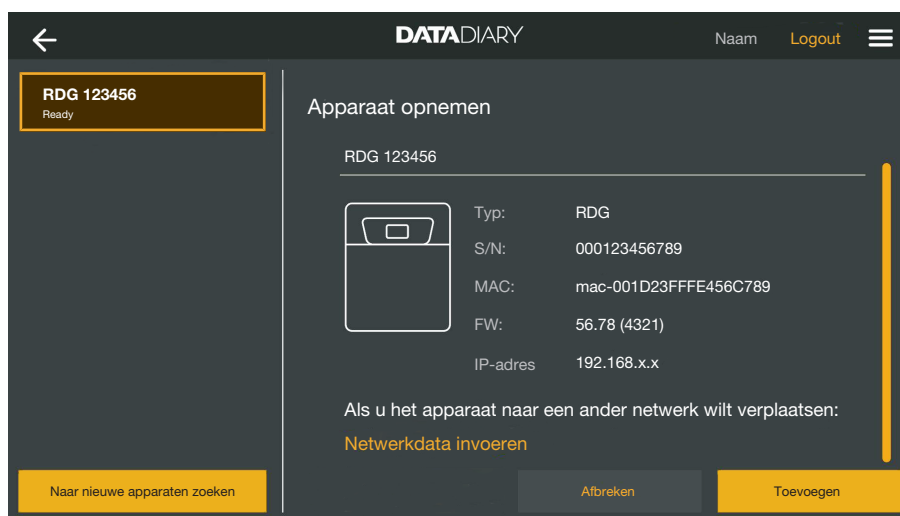 DATADIARY
Naam
Logout
RDG 123456
Ready
Apparaat opnemen
RDG 123456
Typ: RDG
S/N: 000123456789
MAC: mac-001D23FFFE456C789
FW: 56.78 (4321)
IP-adres 192.168.x.x
Als u het apparaat naar een ander netwerk wilt verplaatsen:
Netwerkdata invoeren
Naar nieuwe apparaten zoeken
Afbreken
Toevoegen